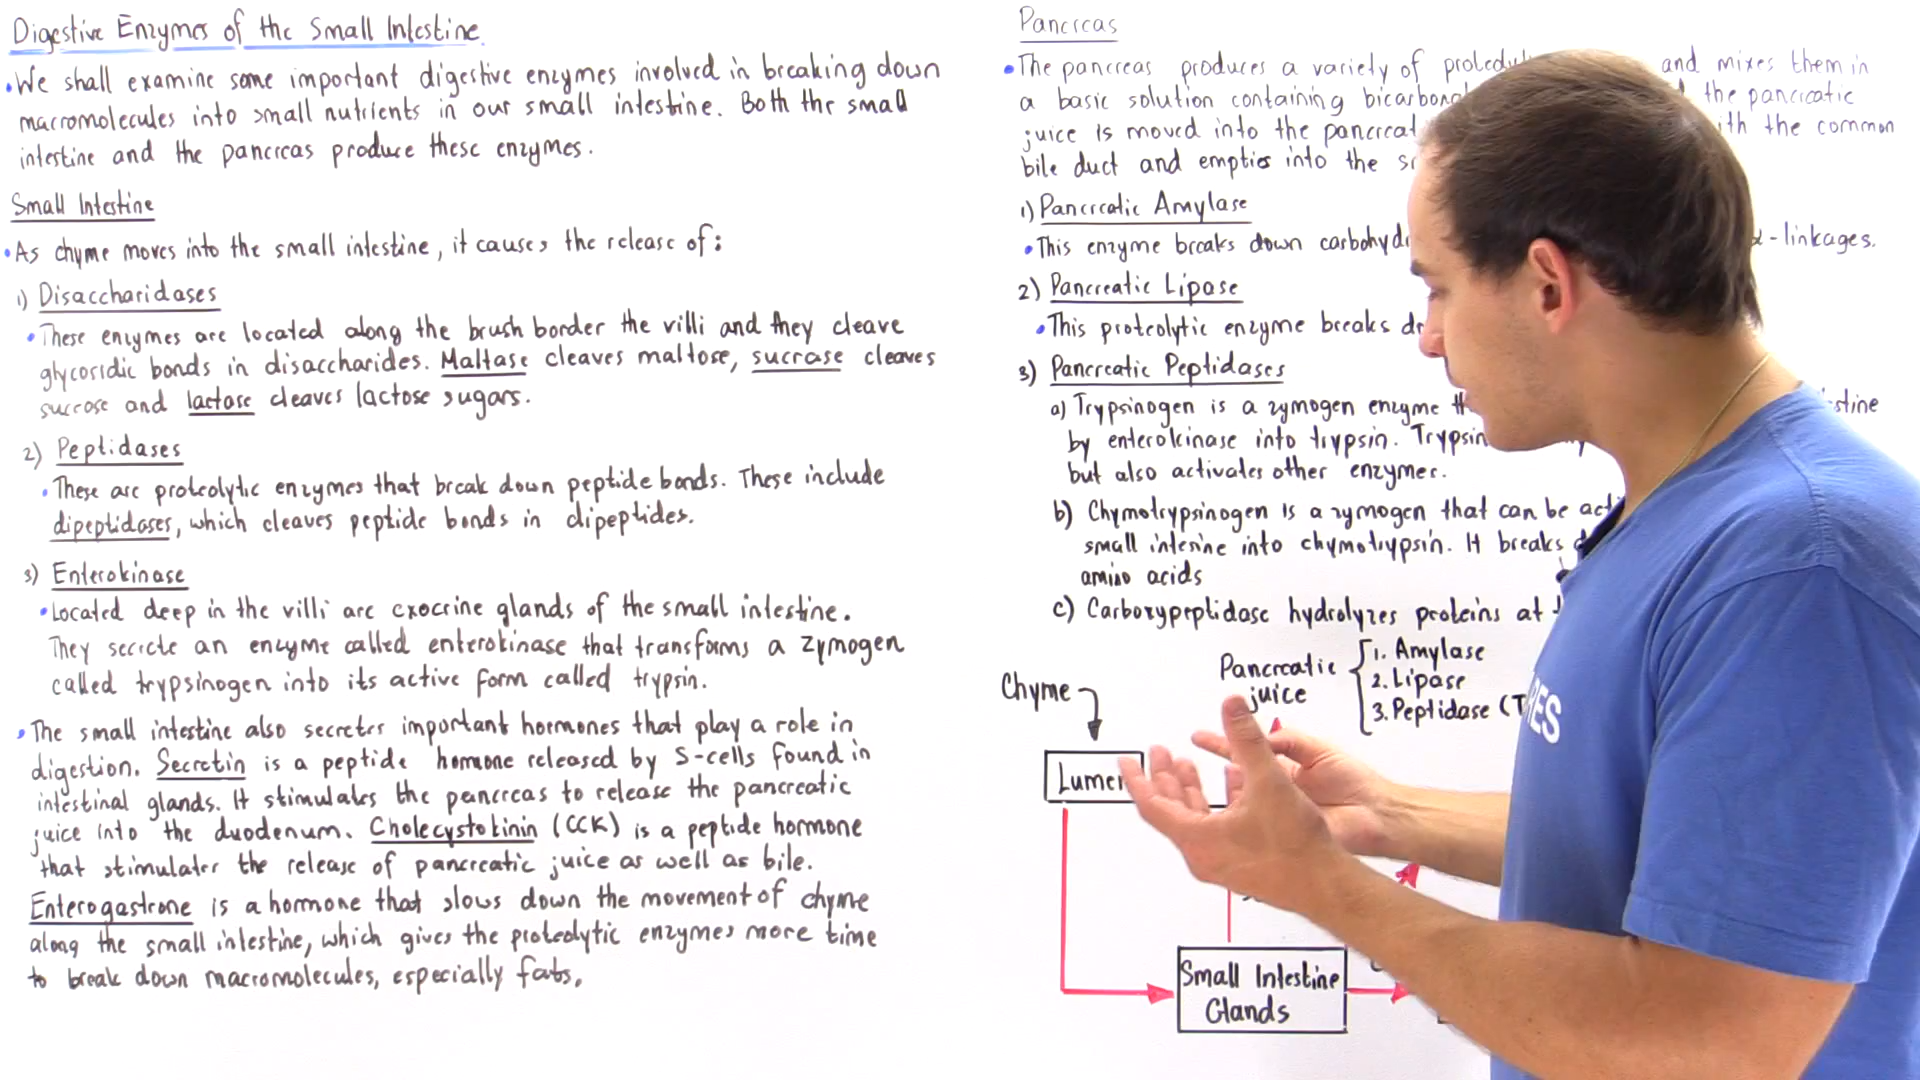 Digestive Enzymes of the Small Intestine.
•We shall examine some important digestive enzymes involved in breaking down
macromolecules into small nutrients in our small intestine. Both the small
intestine and the pancreas produce these enzymes.
Small Intestine
•As chyme moves into the small intestine, it causes the release of:
1) Disaccharidases
•These enzymes are located along the brush border the villi and they cleave
glycosidic bonds in disaccharides. Maltase cleaves maltose, sucrase cleaves
sucrose and lactase cleaves lactose sugars.
2) Peptidases
•These are proteolytic enzymes that break down peptide bonds. These include
dipeptidases, which cleaves peptide bonds in dipeptides.
3) Enterokinase
•Located deep in the villi are exocrine glands of the small intestine.
They secrete an enzyme called enterokinase that transforms a zymogen
called trypsinogen into its active form called trypsin.
•The small intestine also secretes important hormones that play a role in
digestion. Secretin is a peptide hormone released by S-cells found in
intestinal glands. It stimulates the pancreas to release the pancreatic
juice into the duodenum. Cholecystokinin (CCK) is a peptide hormone
that stimulates the release of pancreatic juice as well as bile.
Enterogastrone is a hormone that slows down the movement of chyme
along the small intestine, which gives the proteolytic enzymes more time
to break down macromolecules, especially fats.
Pancreas
•The pancreas produces a variety of and mixes them in
a basic solution containing the pancreatic
juice is moved into the the common
bile duct and empties into the
1) Pancreatic Amylase
•This enzyme breaks down α-linkages.
2) Pancreatic Lipase
•This proteolytic enzyme breaks
3) Pancreatic Peptidases
a) Trypsinogen is a zymogen enzyme
by enterokinase into trypsin. Trypsin
but also activates other enzymes.
b) Chymotrypsinogen is a zymogen that can be
small intesine into chymotrypsin. It breaks
amino acids
c) Carboxypeptidase hydrolyzes proteins at
Chyme
Pancreatic juice
1. Amylase
2. Lipase
3. Peptidase (T
Small Intestine
Glands